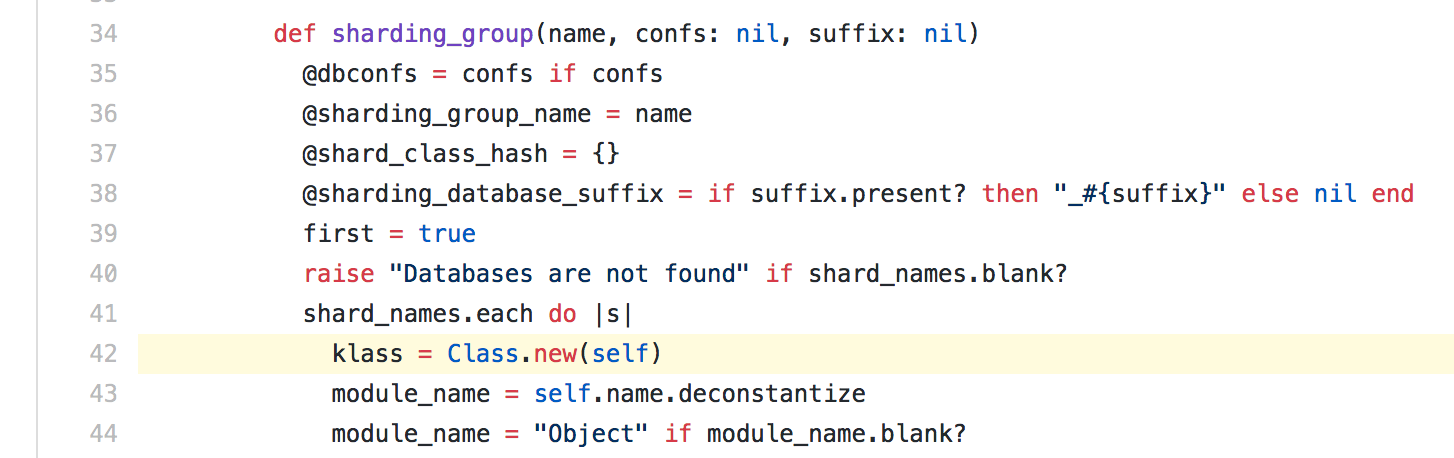 34 def sharding_group(name, confs: nil, suffix: nil)
35 @dbconfs = confs if confs
36 @sharding_group_name = name
37 @shard_class_hash = {}
38 @sharding_database_suffix = if suffix.present? then "_#{suffix}" else nil end
39 first = true
40 raise "Databases are not found" if shard_names.blank?
41 shard_names.each do |s|
42 klass = Class.new(self)
43 module_name = self.name.deconstantize
44 module_name = "Object" if module_name.blank?